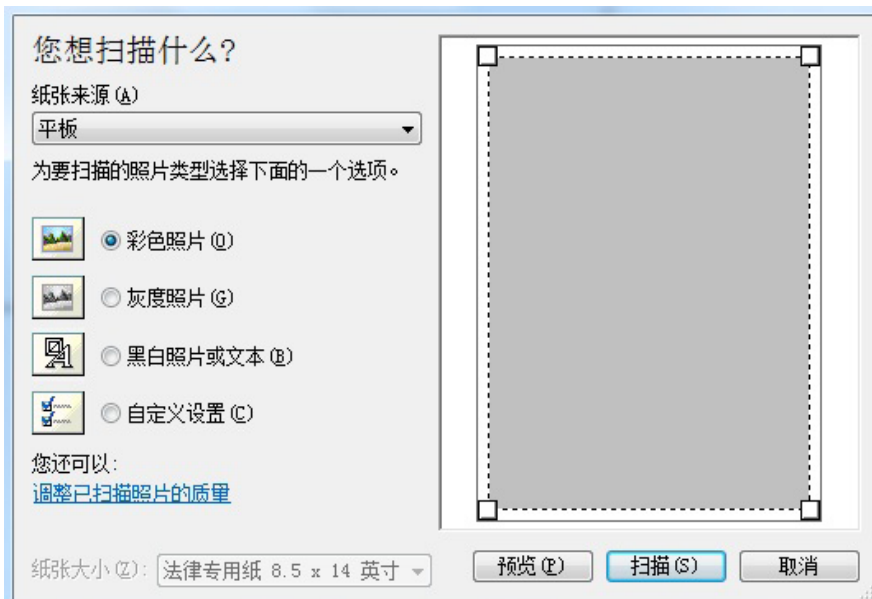 您想扫描什么?
纸张来源(A)
平板
为要扫描的照片类型选择下面的一个选项。
彩色照片(O)
灰度照片(G)
黑白照片或文本(B)
自定义设置(C)
您还可以:
调整已扫描照片的质量
纸张大小(Z): 法律专用纸 8.5 x 14 英寸
预览(P) 扫描(S) 取消